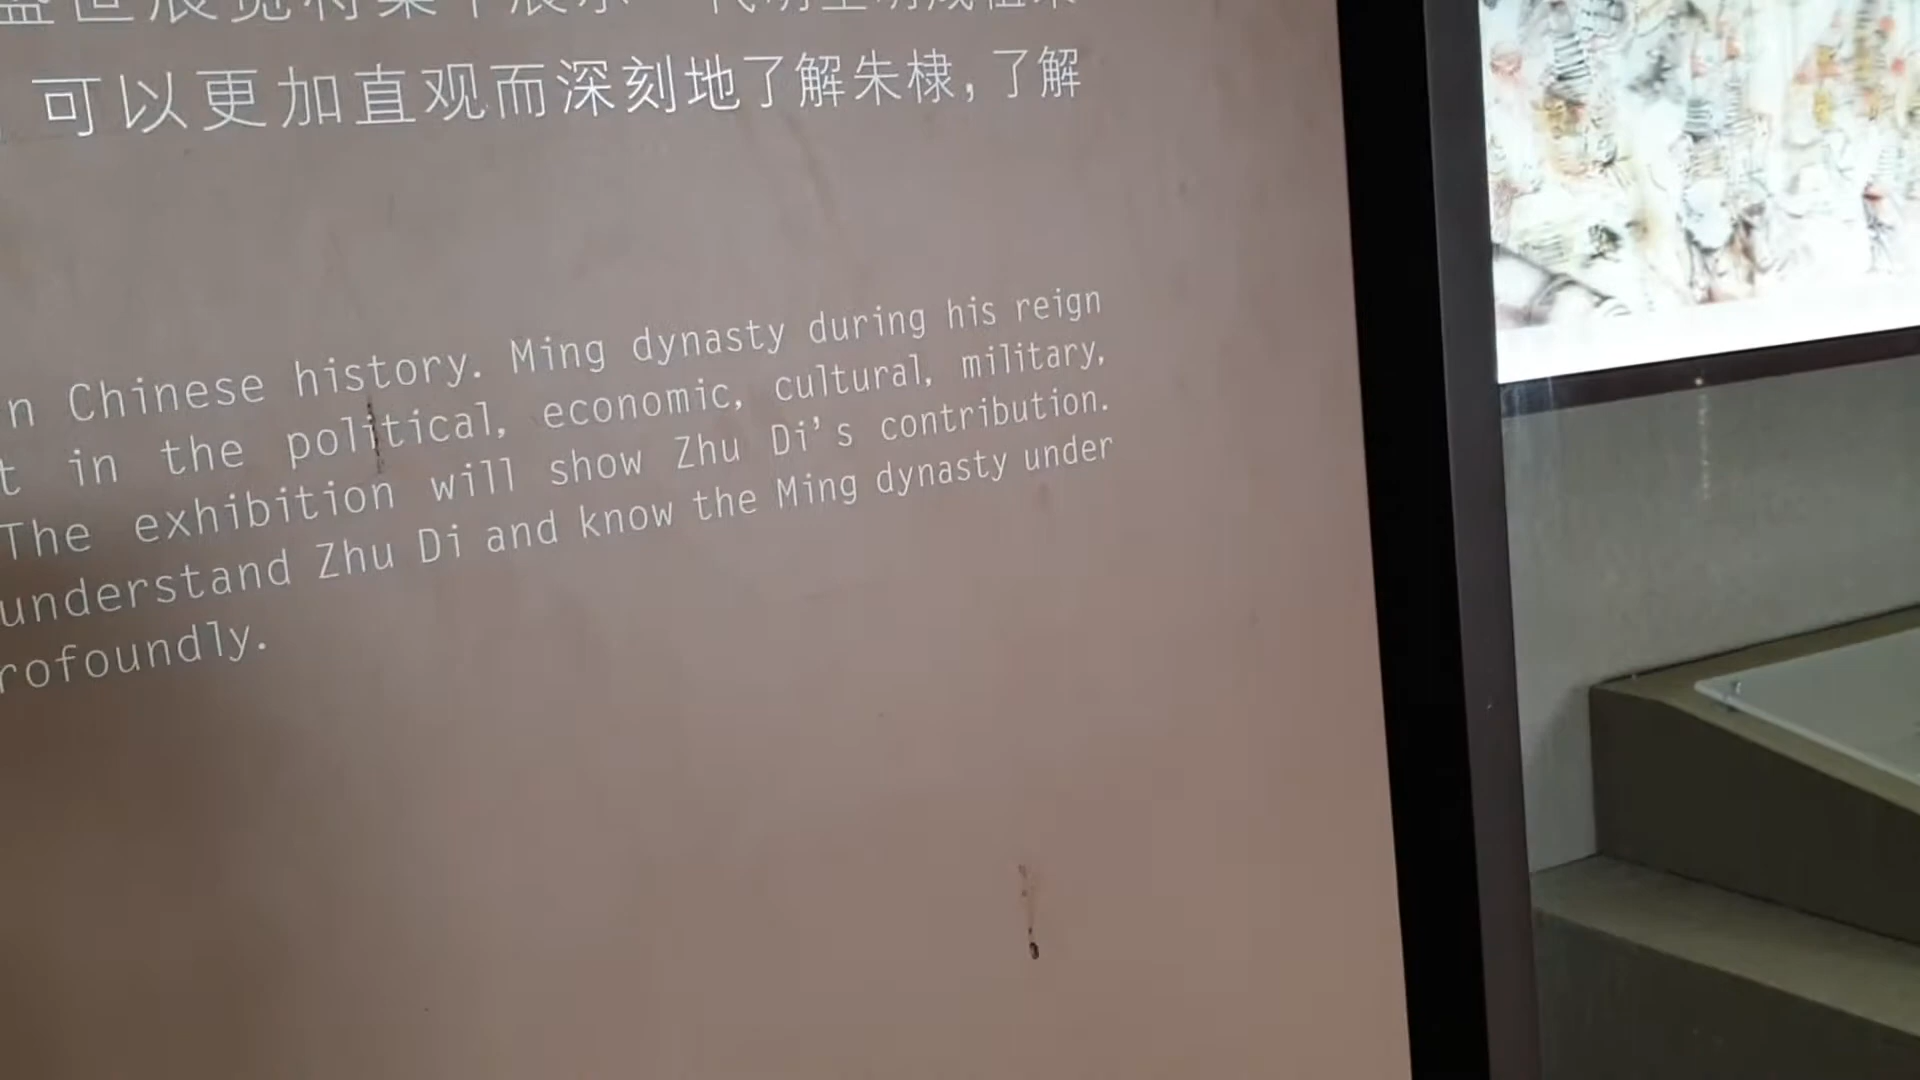 可以更加直观而深刻地了解朱棣，了解
n Chinese history. Ming dynasty during his reign
t in the political, economic, cultural, military,
The exhibition will show Zhu Di's contribution.
understand Zhu Di and know the Ming dynasty under
rofoundly.